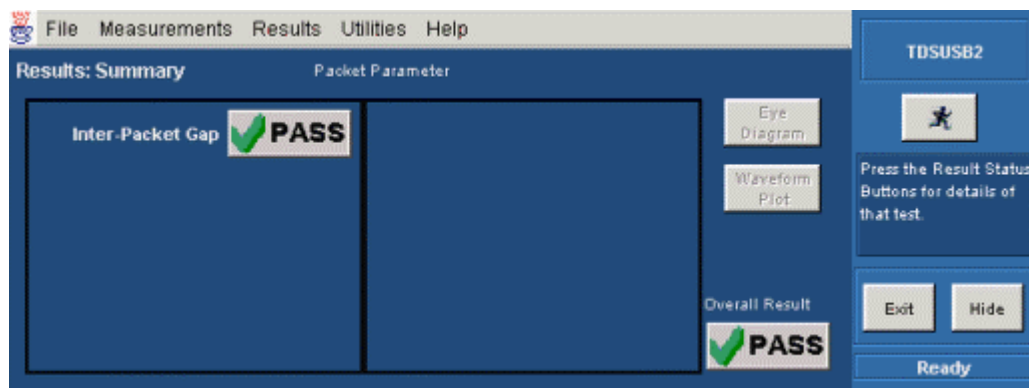 File Measurements Results Utilities Help
Results: Summary Packet Parameter
Inter-Packet Gap PASS
Eye
Diagram
Waveform
Plot
Overall Result
PASS
TDSUSB2
Press the Result Status
Buttons for details of
that test.
Exit Hide
Ready